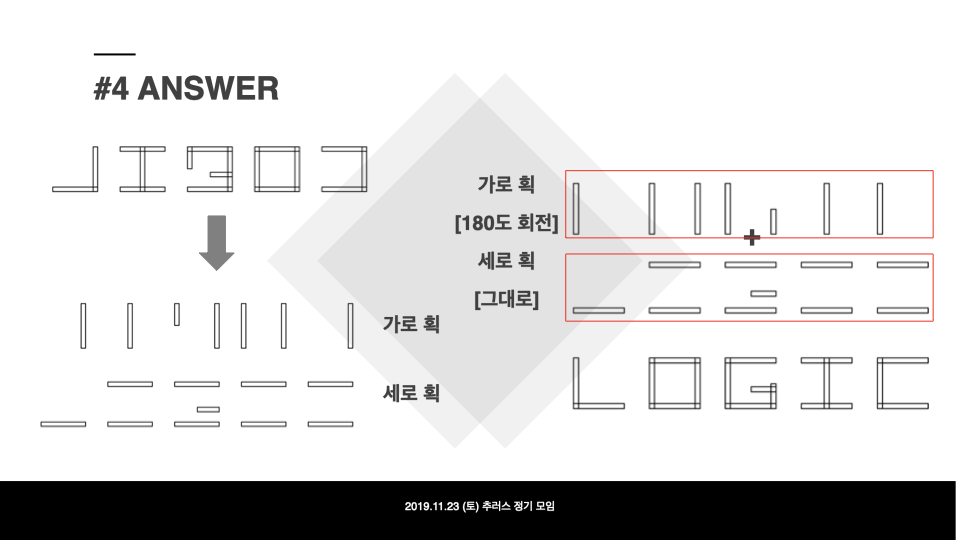 #4 ANSWER
가로 획
세로 획
가로 획
[180도 회전]
세로 획
[그대로]
+
LOGIC
2019.11.23 (토) 추러스 정기 모임